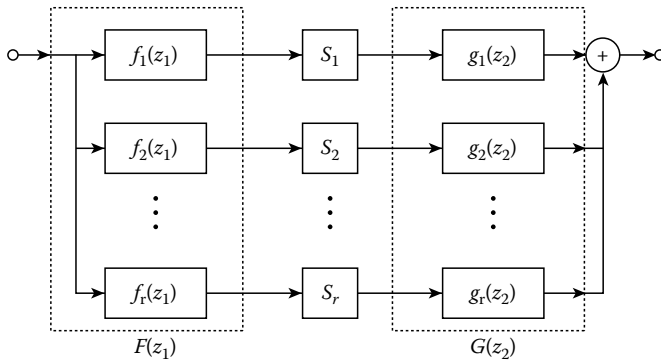 f₁(z₁) S₁ g₁(z₂) +
f₂(z₁) S₂ g₂(z₂)
fᵣ(z₁) Sᵣ gᵣ(z₂)
F(z₁) G(z₂)